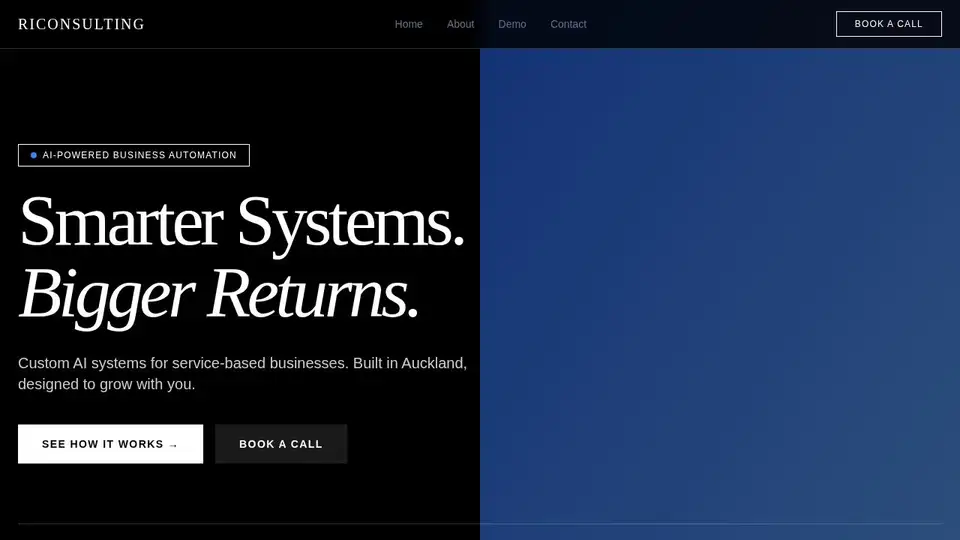 RICONSULTING
Home About Demo Contact
BOOK A CALL
AI-POWERED BUSINESS AUTOMATION
Smarter Systems.
Bigger Returns.
Custom AI systems for service-based businesses. Built in Auckland,
designed to grow with you.
SEE HOW IT WORKS →
BOOK A CALL